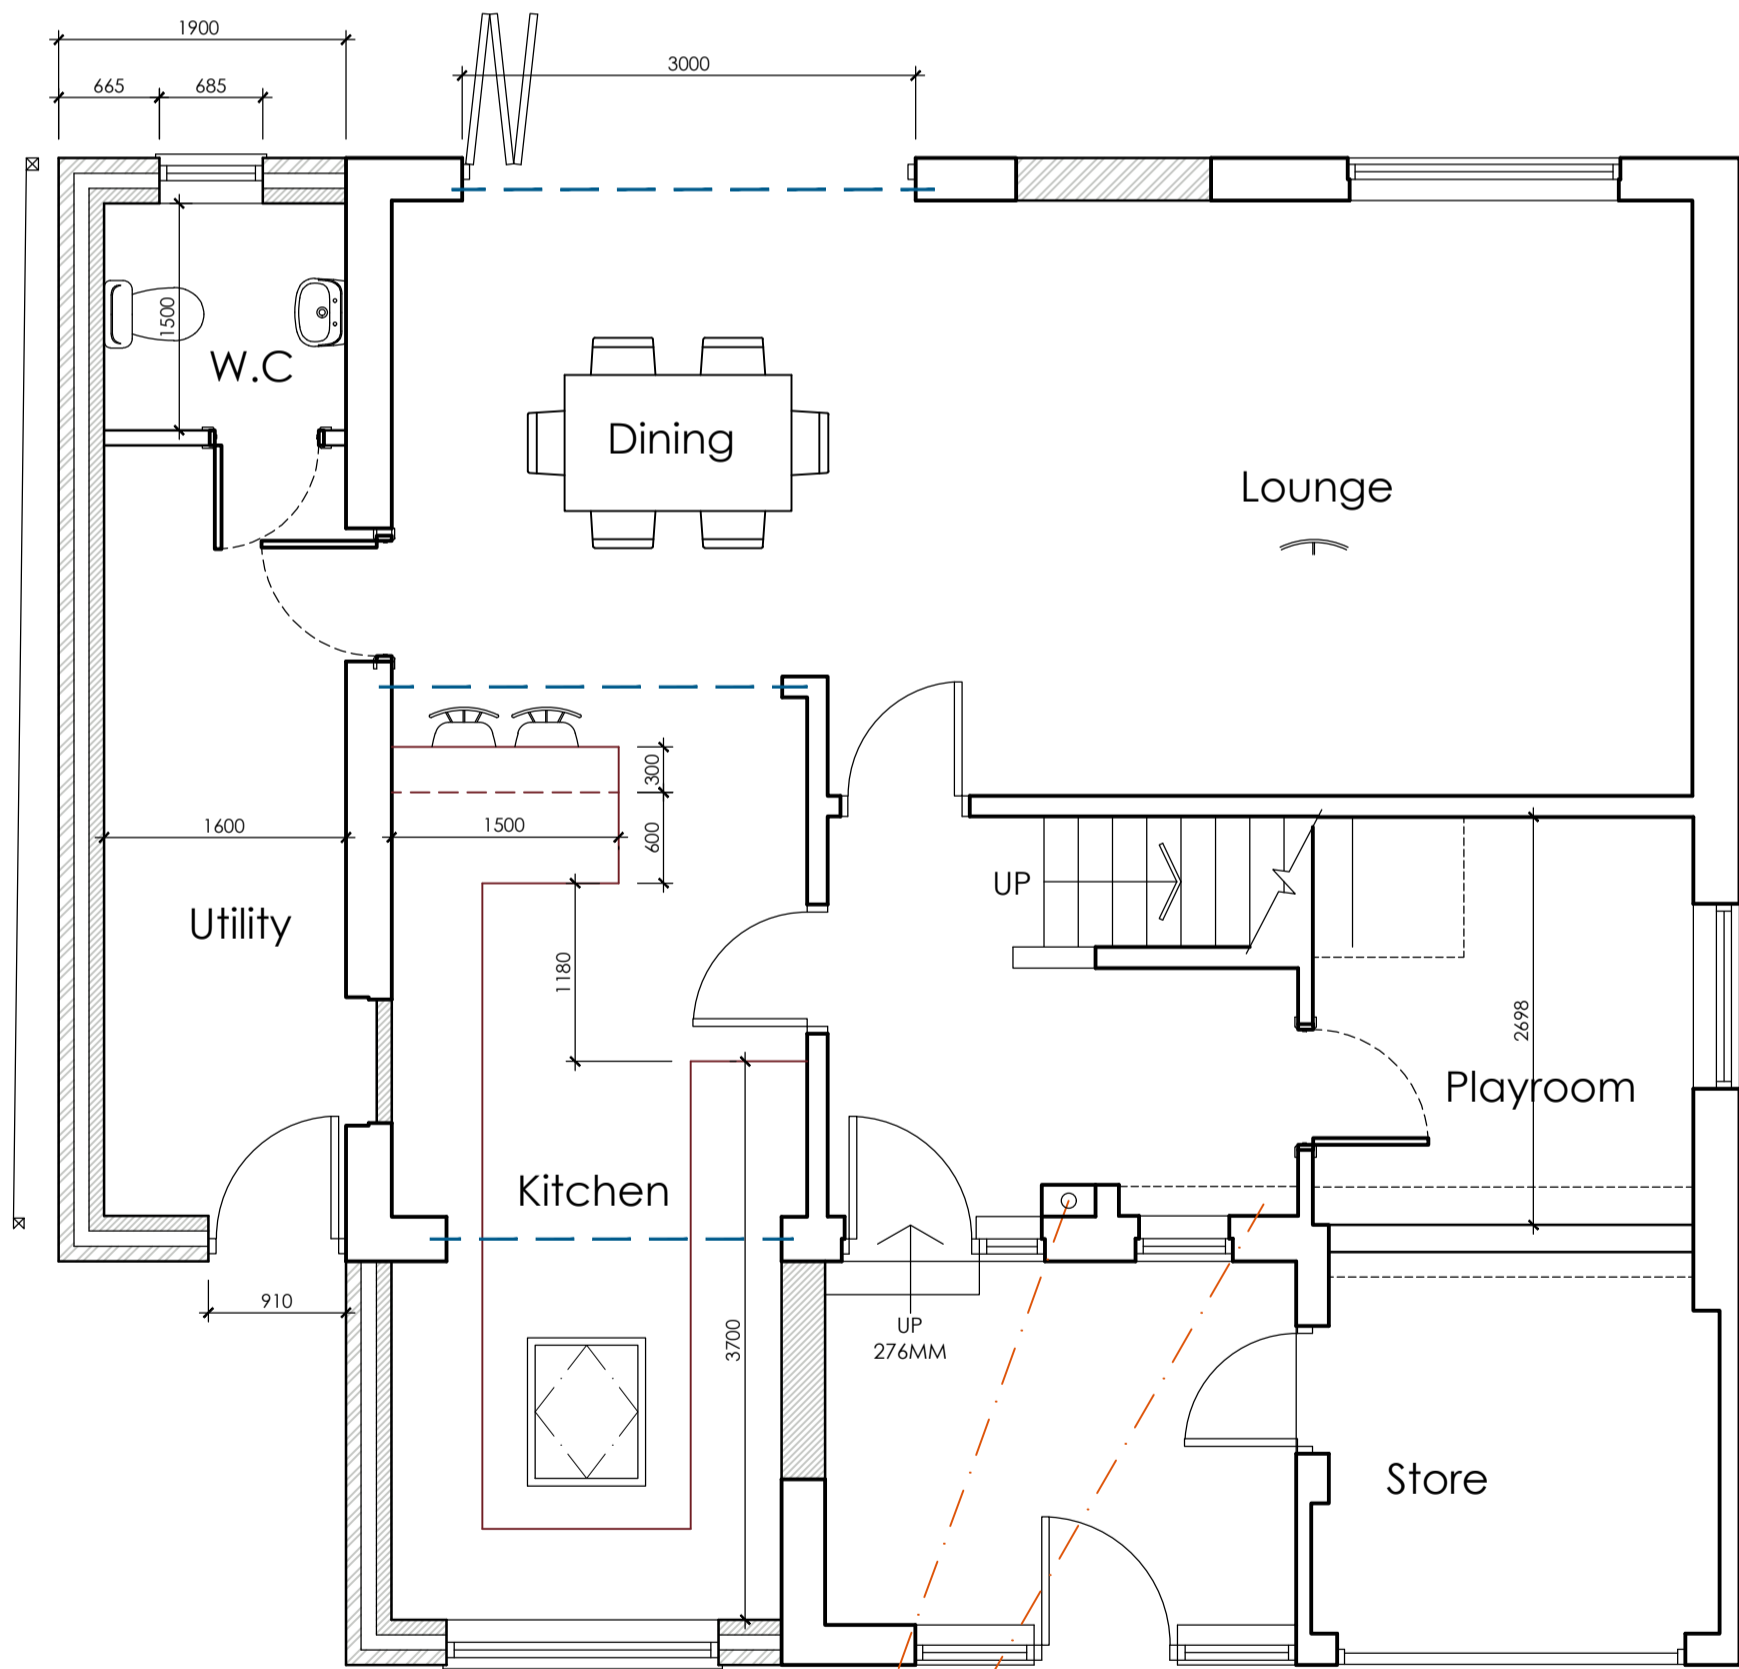 1900
3000
665
685
1500
W.C
Dining
Lounge
300
1600
1500
600
UP
Utility
1180
2698
Playroom
Kitchen
910
UP
276MM
3700
Store